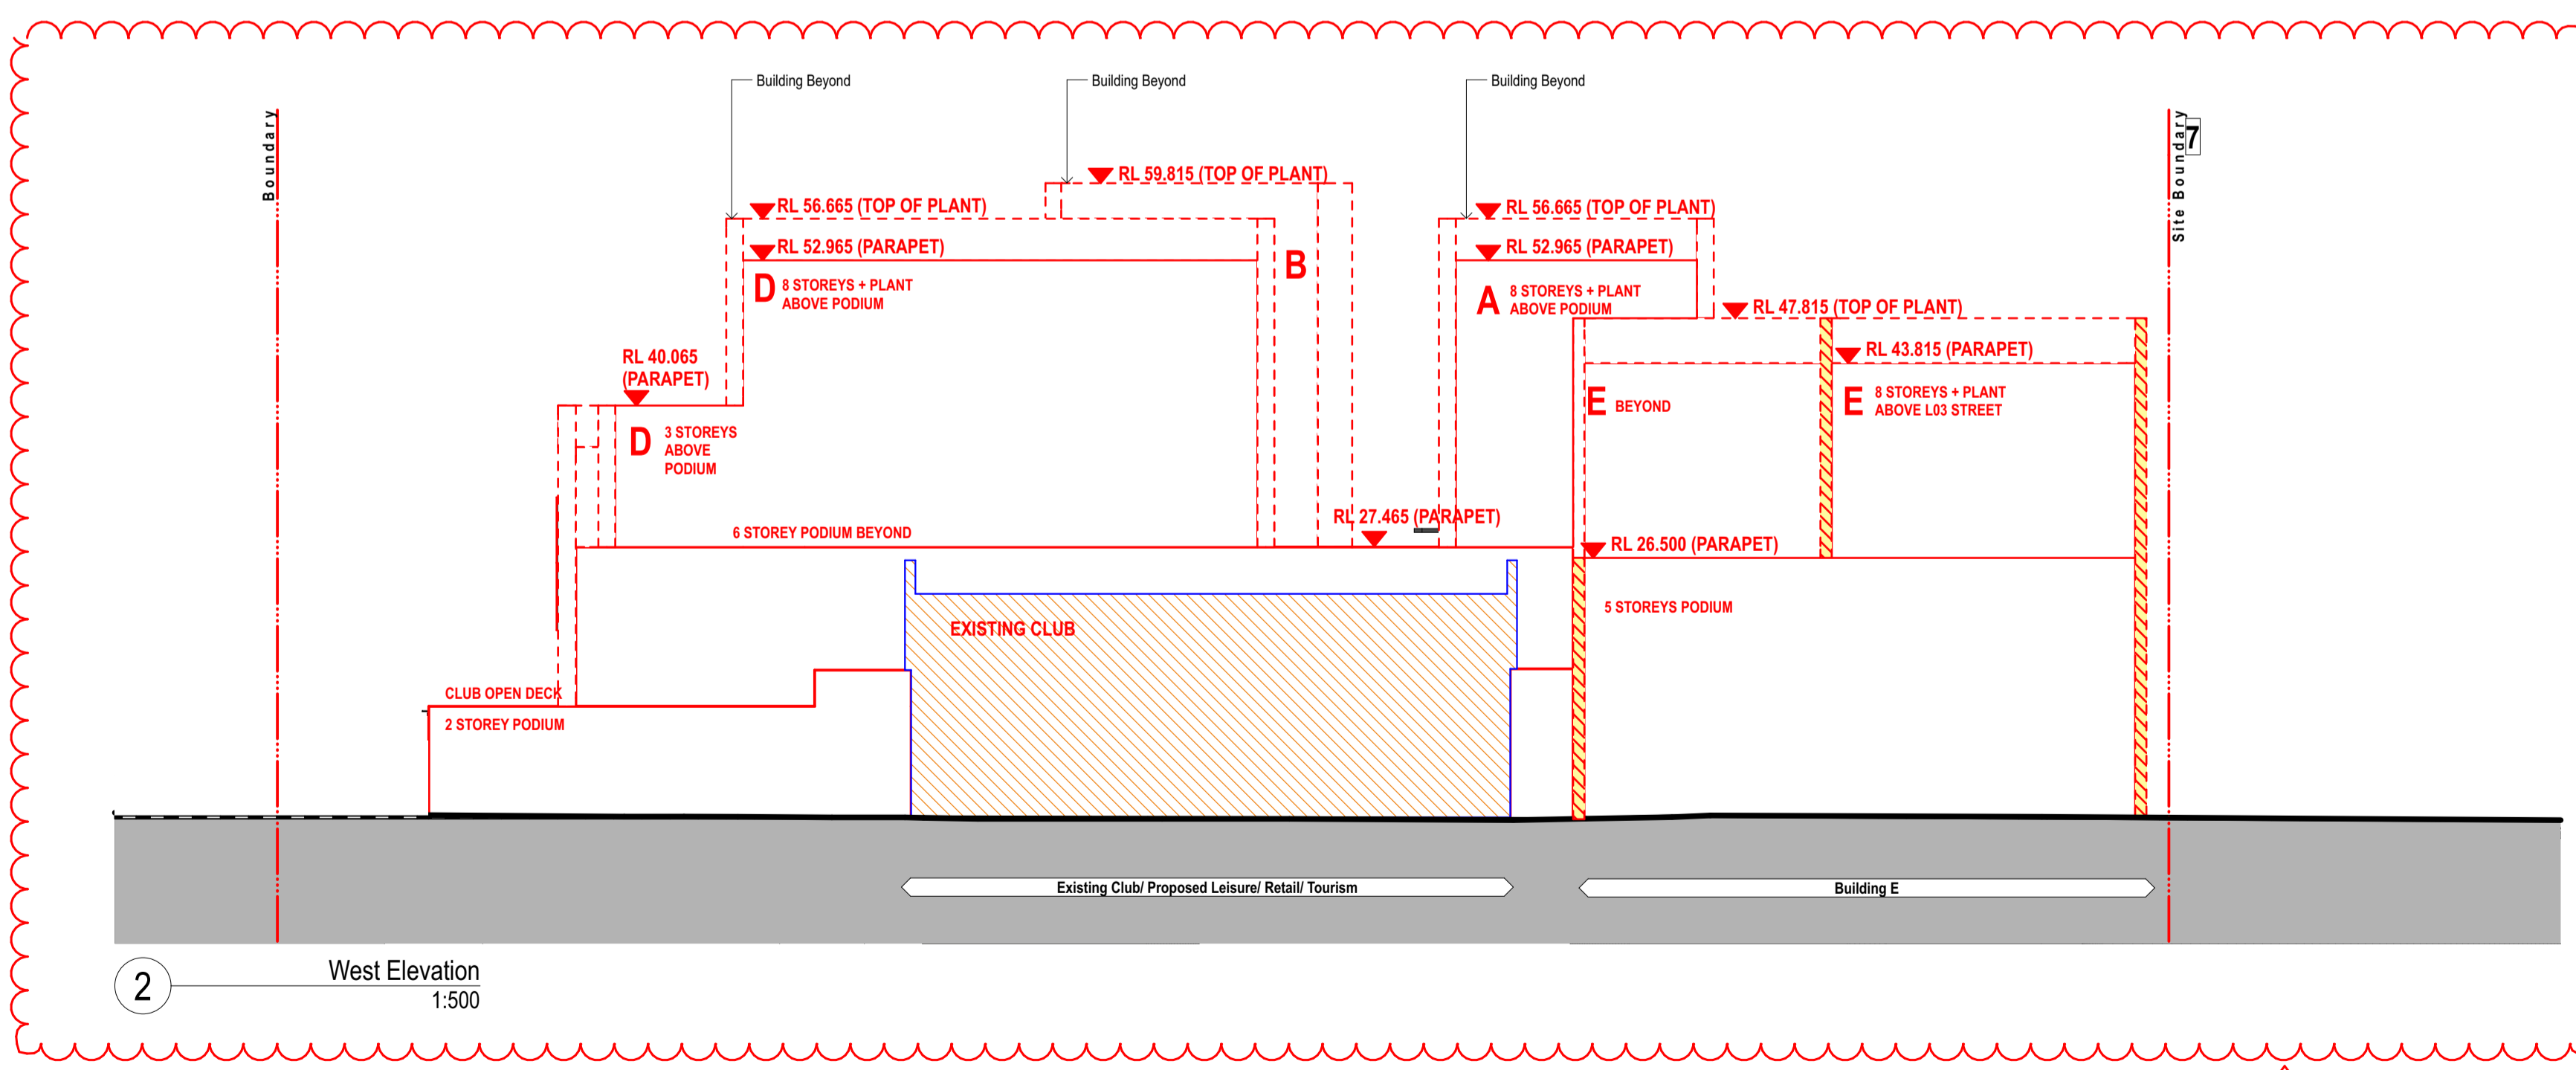 Building Beyond
Building Beyond
Building Beyond
Boundary
Site Boundary
7
RL 59.815 (TOP OF PLANT)
RL 56.665 (TOP OF PLANT)
RL 56.665 (TOP OF PLANT)
RL 52.965 (PARAPET)
B
RL 52.965 (PARAPET)
D
8 STOREYS + PLANT
ABOVE PODIUM
A
8 STOREYS + PLANT
ABOVE PODIUM
RL 47.815 (TOP OF PLANT)
RL 40.065
(PARAPET)
RL 43.815 (PARAPET)
E
BEYOND
E
8 STOREYS + PLANT
ABOVE L03 STREET
D
3 STOREYS
ABOVE
PODIUM
RL 27.465 (PARAPET)
6 STOREY PODIUM BEYOND
RL 26.500 (PARAPET)
5 STOREYS PODIUM
EXISTING CLUB
CLUB OPEN DECK
2 STOREY PODIUM
Existing Club/ Proposed Leisure/ Retail/ Tourism
Building E
2
West Elevation
1:500